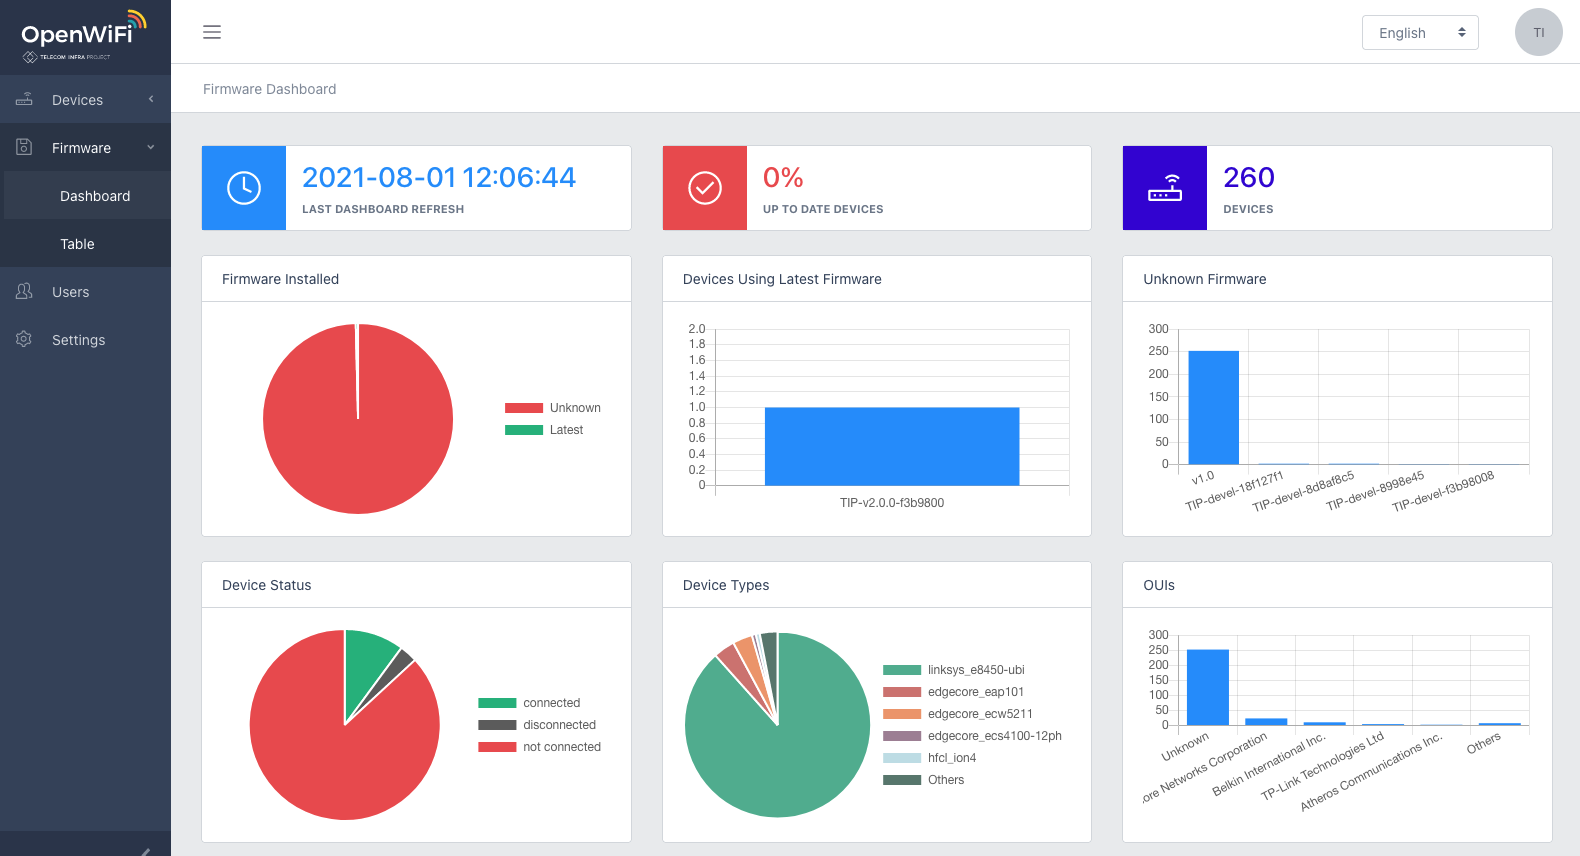 OpenWiFi
TELECOM INFRA PROJECT
English
TI
Devices
Firmware
Dashboard
Table
Users
Settings
Firmware Dashboard
2021-08-01 12:06:44
LAST DASHBOARD REFRESH
0%
UP TO DATE DEVICES
260
DEVICES
Firmware Installed
Unknown
Latest
Devices Using Latest Firmware
2.0
1.8
1.6
1.4
1.2
1.0
0.8
0.6
0.4
0.2
0
TIP-v2.0.0-f3b9800
Unknown Firmware
300
250
200
150
100
50
0
v1.0
TIP-devel-18f127f1
TIP-devel-8d8af8c5
TIP-devel-8998e45
TIP-devel-f3b98008
Device Status
connected
disconnected
not connected
Device Types
linksys_e8450-ubi
edgecore_eap101
edgecore_ecw5211
edgecore_ecs4100-12ph
hfcl_ion4
Others
OUIs
300
250
200
150
100
50
0
Unknown
ore Networks Corporation
Belkin International Inc.
TP-Link Technologies Ltd
Atheros Communications Inc.
Others